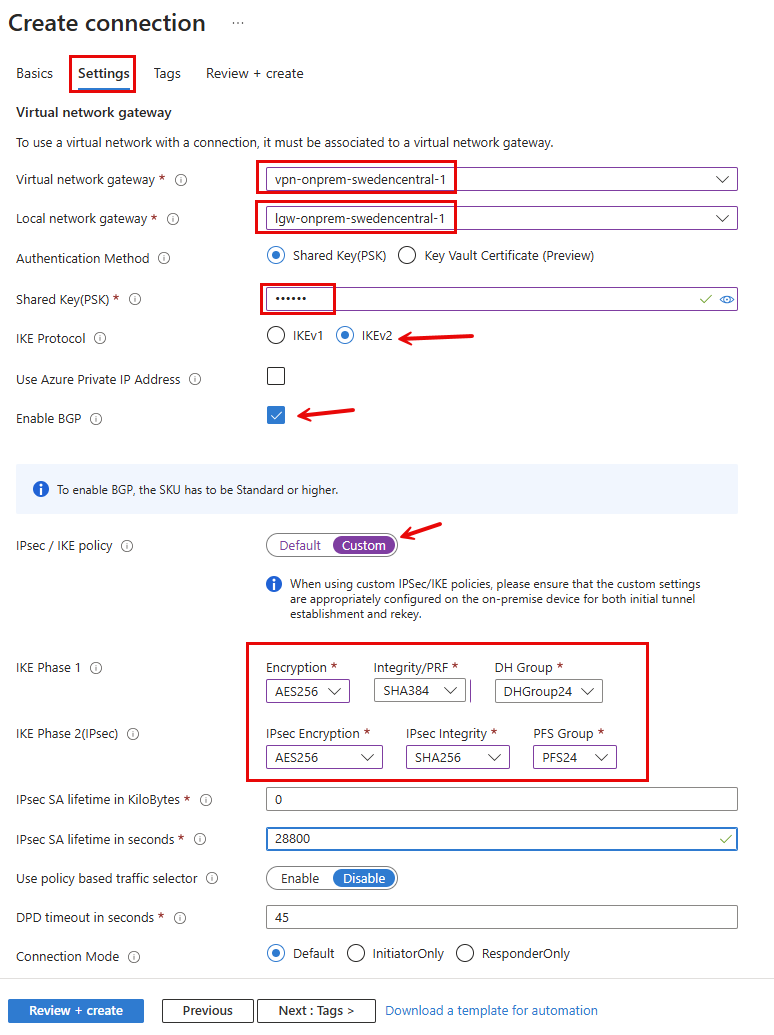 Create connection ...
Basics Settings Tags Review + create
Virtual network gateway
To use a virtual network with a connection, it must be associated to a virtual network gateway.
Virtual network gateway * vpn-onprem-swedencentral-1
Local network gateway * lgw-onprem-swedencentral-1
Authentication Method Shared Key(PSK) Key Vault Certificate (Preview)
Shared Key(PSK) * ••••••
IKE Protocol IKEv1 IKEv2
Use Azure Private IP Address
Enable BGP
To enable BGP, the SKU has to be Standard or higher.
IPsec / IKE policy Default Custom
When using custom IPSec/IKE policies, please ensure that the custom settings
are appropriately configured on the on-premise device for both initial tunnel
establishment and rekey.
IKE Phase 1 Encryption * Integrity/PRF * DH Group *
AES256 SHA384 DHGroup24
IKE Phase 2(IPsec) IPsec Encryption * IPsec Integrity * PFS Group *
AES256 SHA256 PFS24
IPsec SA lifetime in KiloBytes * 0
IPsec SA lifetime in seconds * 28800
Use policy based traffic selector Enable Disable
DPD timeout in seconds * 45
Connection Mode Default InitiatorOnly ResponderOnly
Review + create Previous Next : Tags > Download a template for automation